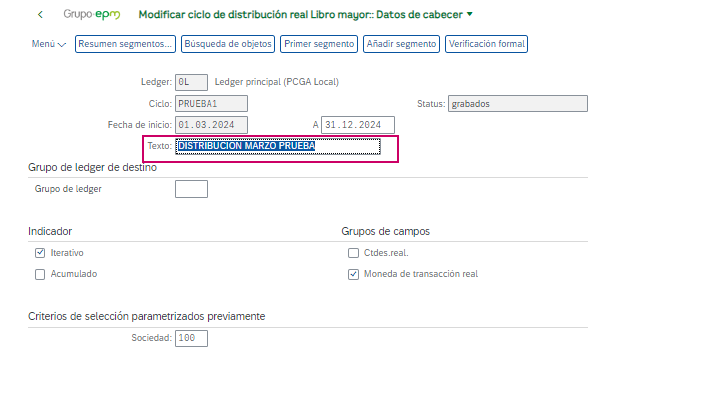 Grupo·epm Modificar ciclo de distribución real Libro mayor:: Datos de cabecer
Menú Resumen segmentos... Búsqueda de objetos Primer segmento Añadir segmento Verificación formal
Ledger: 0L Ledger principal (PCGA Local)
Ciclo: PRUEBA1 Status: grabados
Fecha de inicio: 01.03.2024 A 31.12.2024
Texto: DISTRIBUCION MARZO PRUEBA
Grupo de ledger de destino
Grupo de ledger
Indicador Grupos de campos
Iterativo Ctdes.real.
Acumulado Moneda de transacción real
Criterios de selección parametrizados previamente
Sociedad: 100